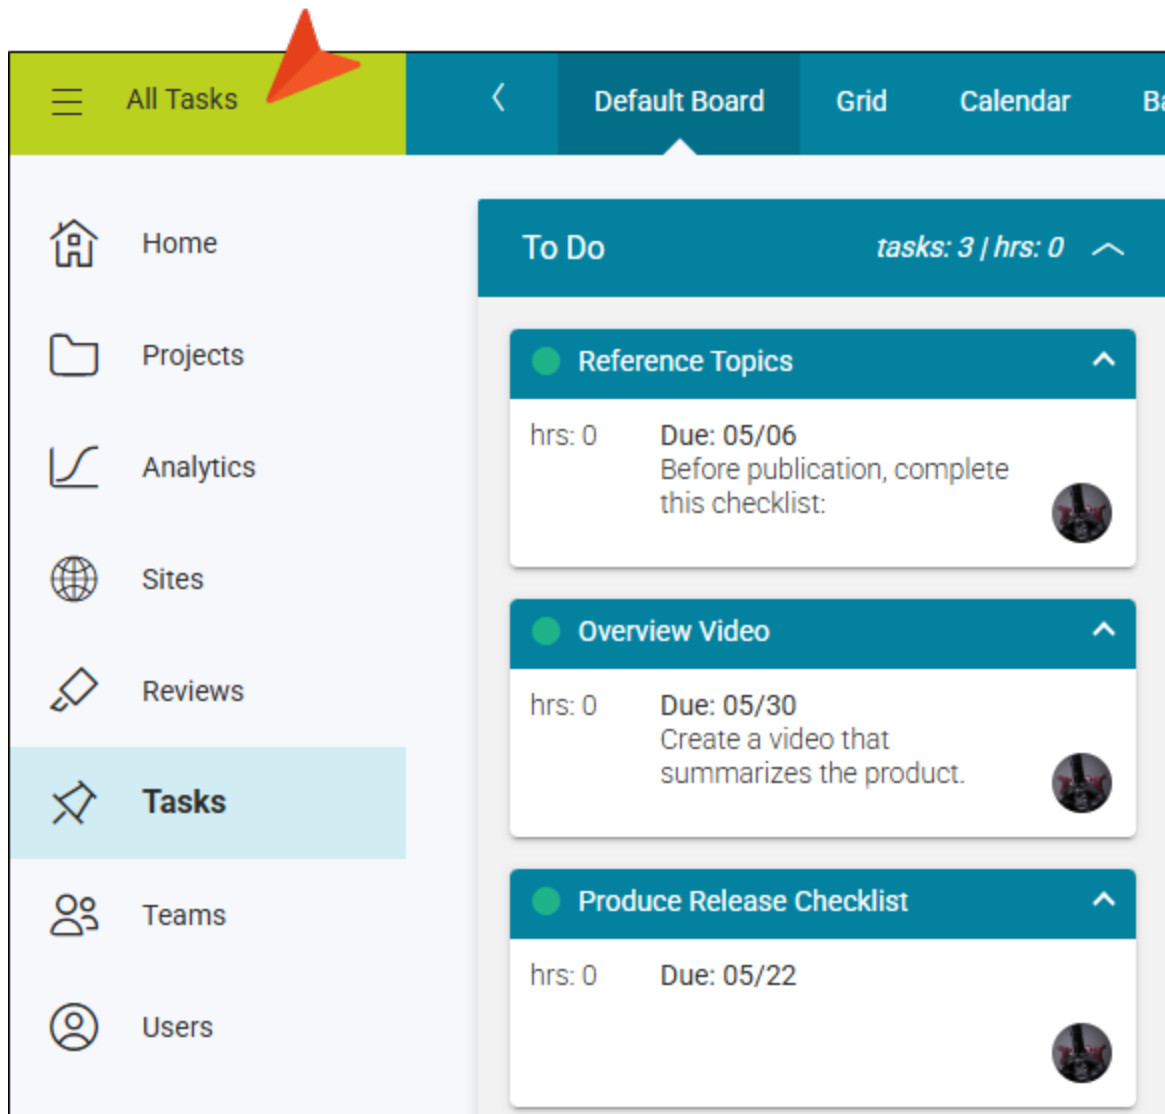 All Tasks
Default Board
Grid
Calendar
Home
Projects
Analytics
Sites
Reviews
Tasks
Teams
Users
To Do
tasks: 3 | hrs: 0
Reference Topics
hrs: 0
Due: 05/06
Before publication, complete
this checklist:
Overview Video
hrs: 0
Due: 05/30
Create a video that
summarizes the product.
Produce Release Checklist
hrs: 0
Due: 05/22